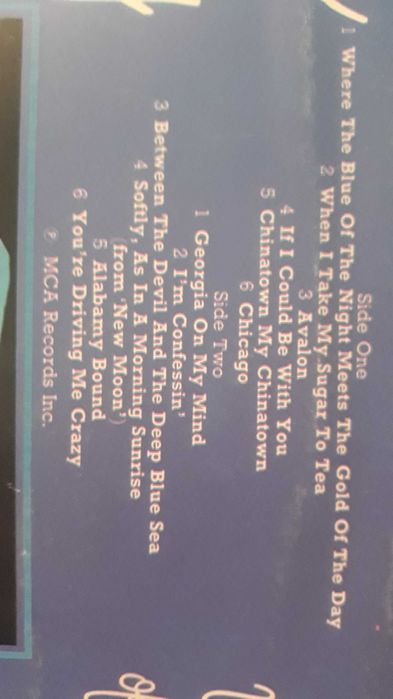 Side One
1 Where The Blue Of The Night Meets The Gold Of The Day
2 When I Take My Sugar To Tea
3 Avalon
4 If I Could Be With You
5 Chinatown My Chinatown
6 Chicago
Side Two
1 Georgia On My Mind
2 I'm Confessin'
3 Between The Devil And The Deep Blue Sea
4 Softly, As In A Morning Sunrise
(from 'New Moon')
5 Alabamy Bound
6 You're Driving Me Crazy
℗ MCA Records Inc.